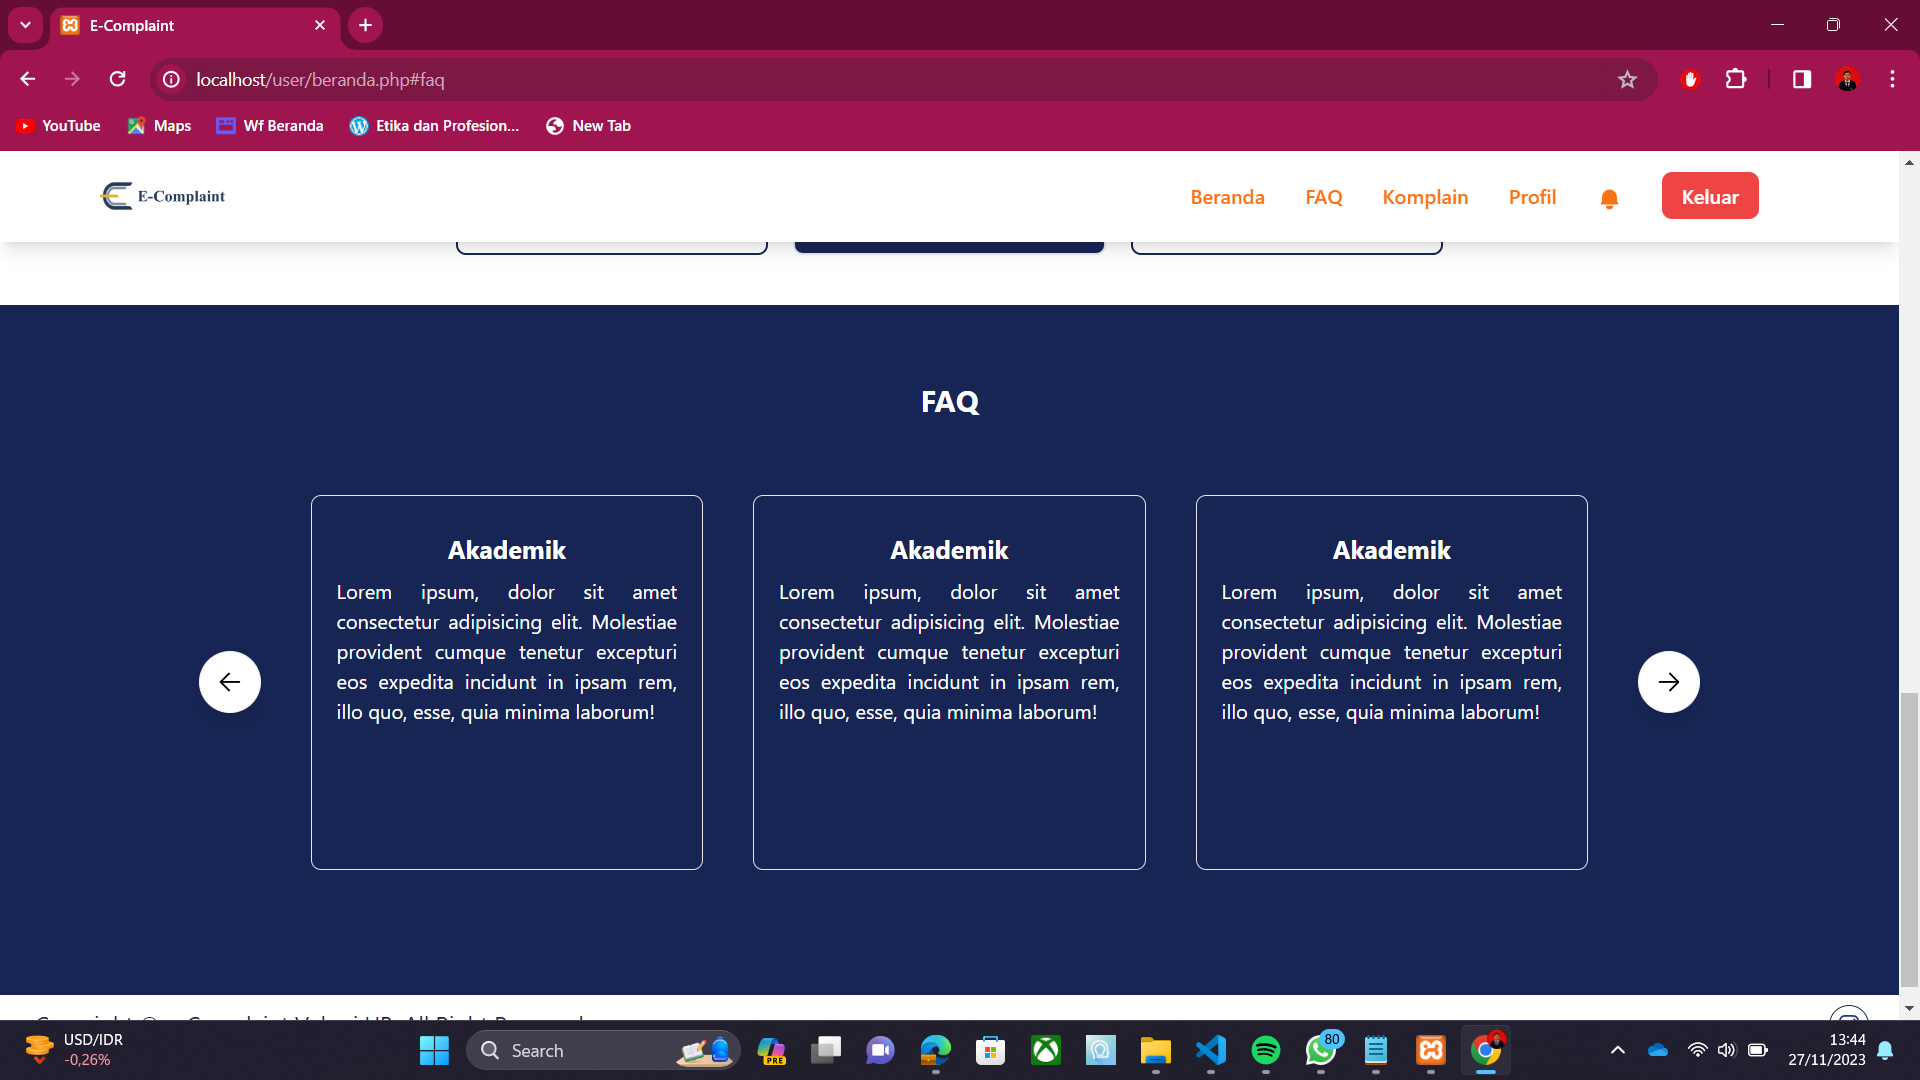 E-Complaint
localhost/user/beranda.php#faq
YouTube
Maps
Wf Beranda
Etika dan Profesion...
New Tab
E-Complaint
Beranda
FAQ
Komplain
Profil
Keluar
FAQ
Akademik
Lorem ipsum, dolor sit amet
consectetur adipisicing elit. Molestiae
provident cumque tenetur excepturi
eos expedita incidunt in ipsam rem,
illo quo, esse, quia minima laborum!
Akademik
Lorem ipsum, dolor sit amet
consectetur adipisicing elit. Molestiae
provident cumque tenetur excepturi
eos expedita incidunt in ipsam rem,
illo quo, esse, quia minima laborum!
Akademik
Lorem ipsum, dolor sit amet
consectetur adipisicing elit. Molestiae
provident cumque tenetur excepturi
eos expedita incidunt in ipsam rem,
illo quo, esse, quia minima laborum!
USD/IDR
-0,26%
Search
PRE
80
13:44
27/11/2023